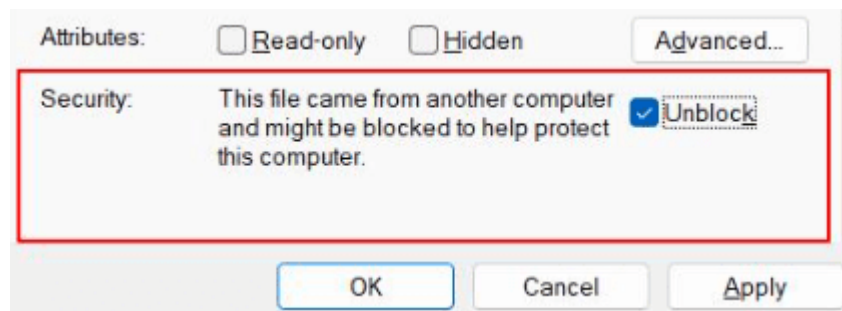 Attributes: Read-only Hidden Advanced...
Security: This file came from another computer Unblock
and might be blocked to help protect
this computer.
OK Cancel Apply